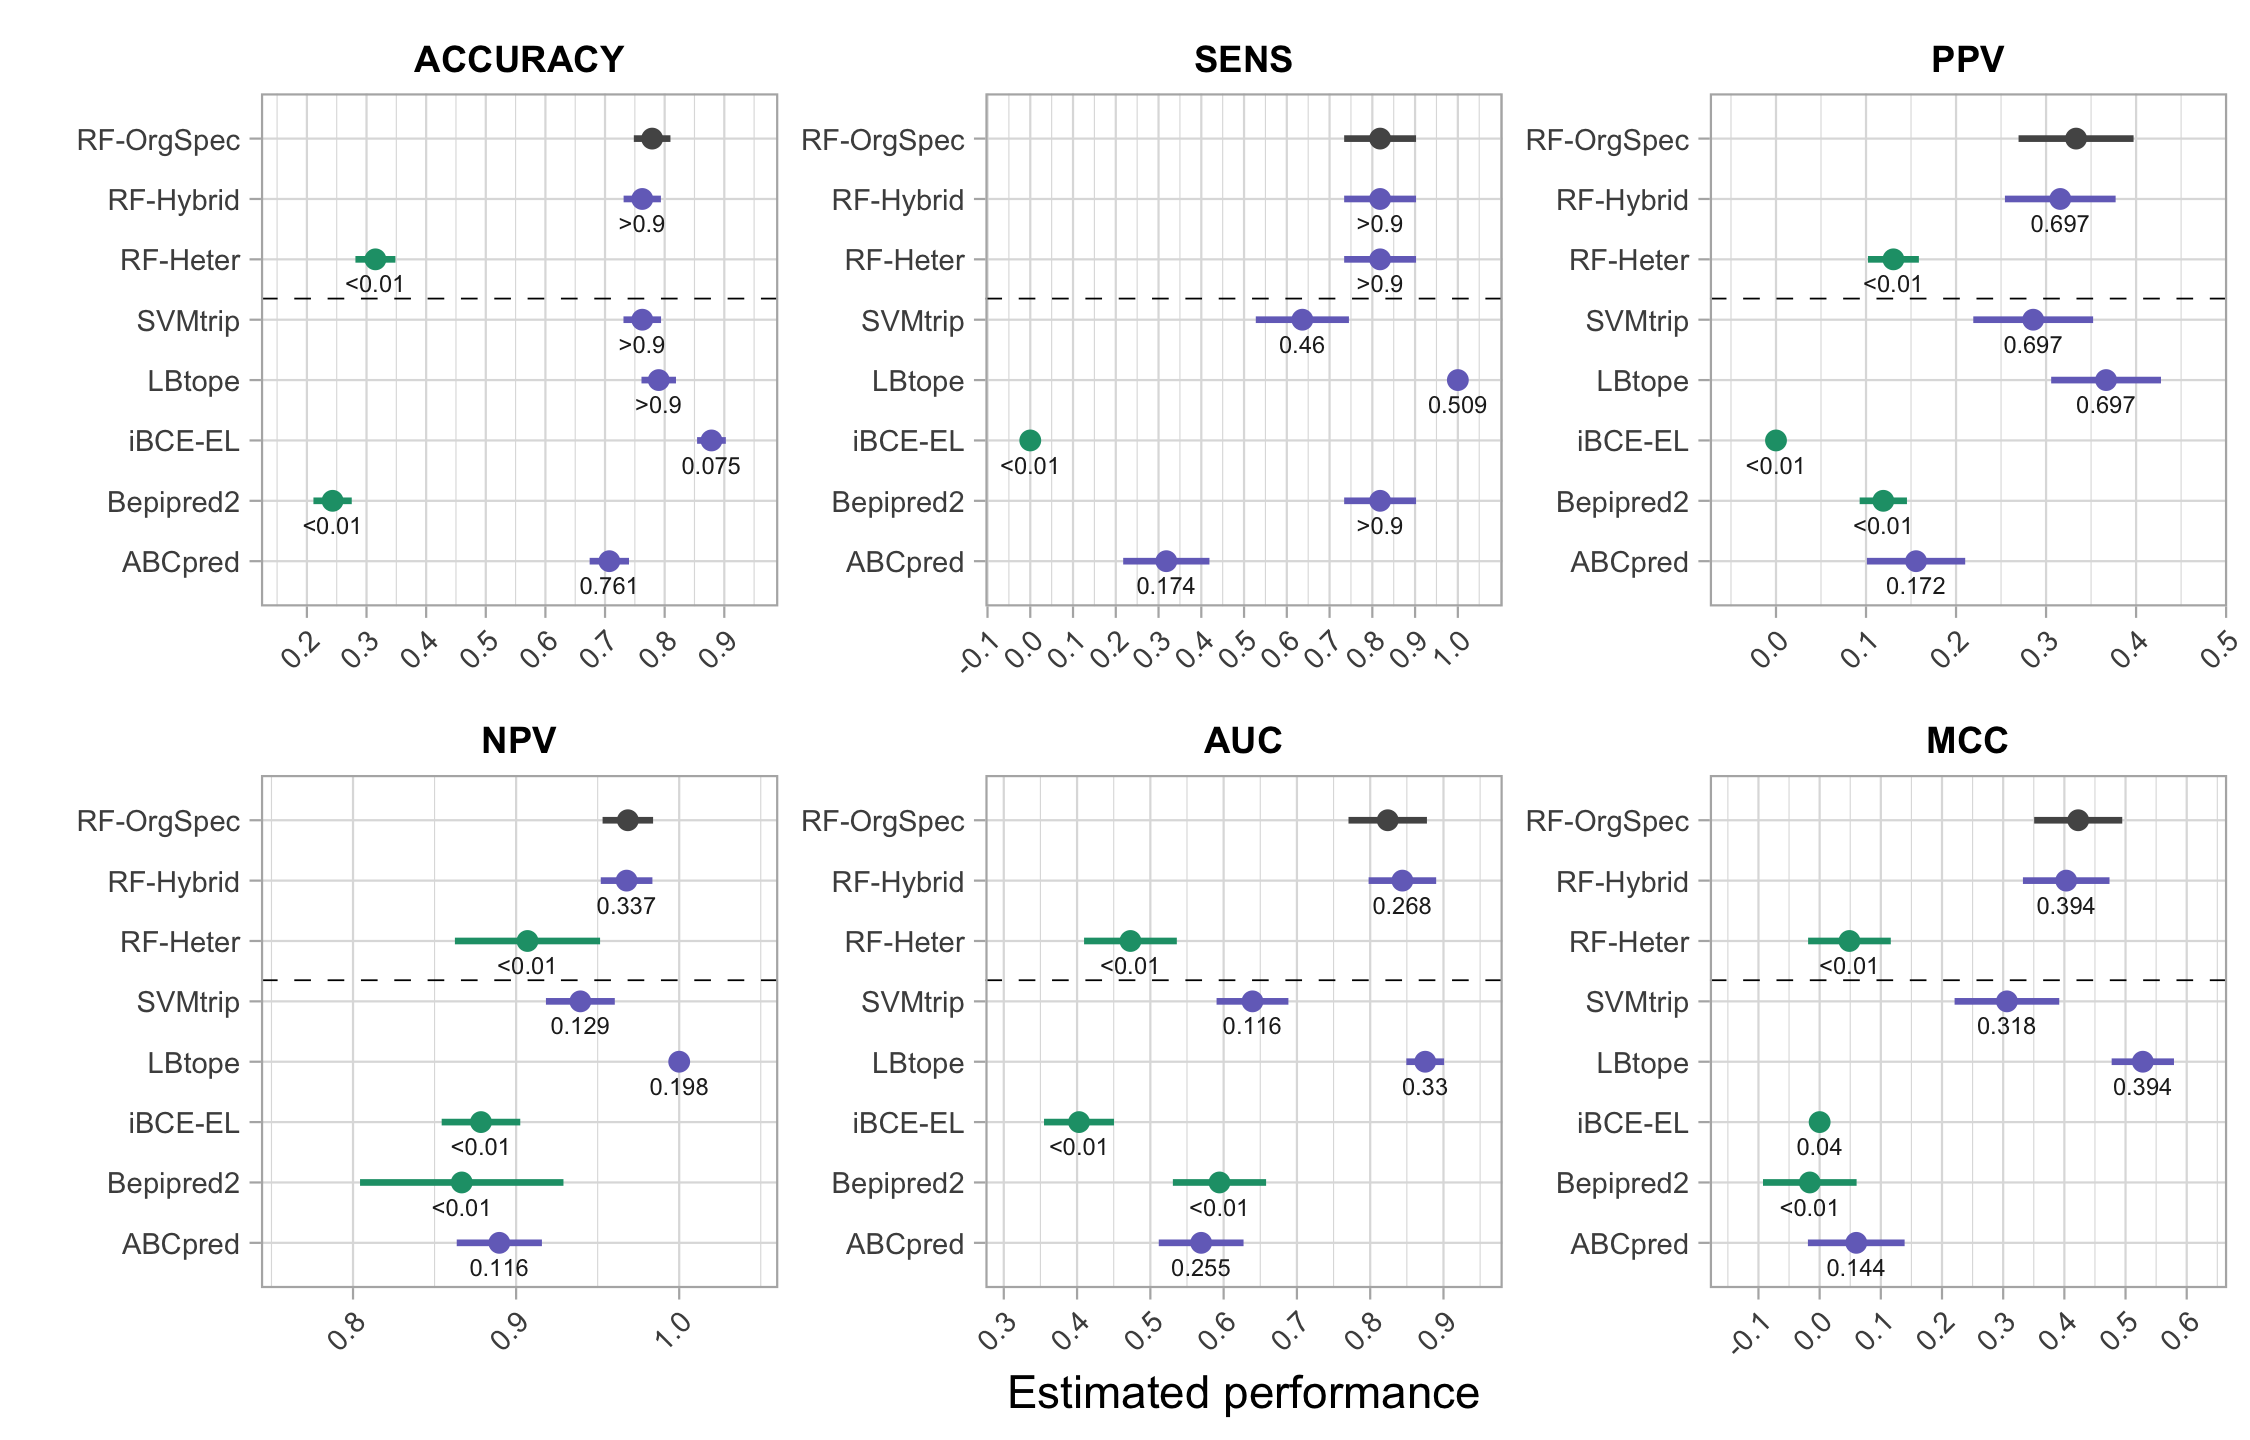 ACCURACY
RF-OrgSpec
RF-Hybrid
>0.9
RF-Heter
<0.01
SVMtrip
>0.9
LBtope
>0.9
iBCE-EL
0.075
Bepipred2
<0.01
ABCpred
0.761
0.2 0.3 0.4 0.5 0.6 0.7 0.8 0.9
SENS
RF-OrgSpec
RF-Hybrid
>0.9
RF-Heter
>0.9
SVMtrip
0.46
LBtope
0.509
iBCE-EL
<0.01
Bepipred2
>0.9
ABCpred
0.174
-0.1 0.0 0.1 0.2 0.3 0.4 0.5 0.6 0.7 0.8 0.9 1.0
PPV
RF-OrgSpec
RF-Hybrid
0.697
RF-Heter
<0.01
SVMtrip
0.697
LBtope
0.697
iBCE-EL
<0.01
Bepipred2
<0.01
ABCpred
0.172
0.0 0.1 0.2 0.3 0.4 0.5
NPV
RF-OrgSpec
RF-Hybrid
0.337
RF-Heter
<0.01
SVMtrip
0.129
LBtope
0.198
iBCE-EL
<0.01
Bepipred2
<0.01
ABCpred
0.116
0.8 0.9 1.0
AUC
RF-OrgSpec
RF-Hybrid
0.268
RF-Heter
<0.01
SVMtrip
0.116
LBtope
0.33
iBCE-EL
<0.01
Bepipred2
<0.01
ABCpred
0.255
0.3 0.4 0.5 0.6 0.7 0.8 0.9
MCC
RF-OrgSpec
RF-Hybrid
0.394
RF-Heter
<0.01
SVMtrip
0.318
LBtope
0.394
iBCE-EL
0.04
Bepipred2
<0.01
ABCpred
0.144
-0.1 0.0 0.1 0.2 0.3 0.4 0.5 0.6
Estimated performance